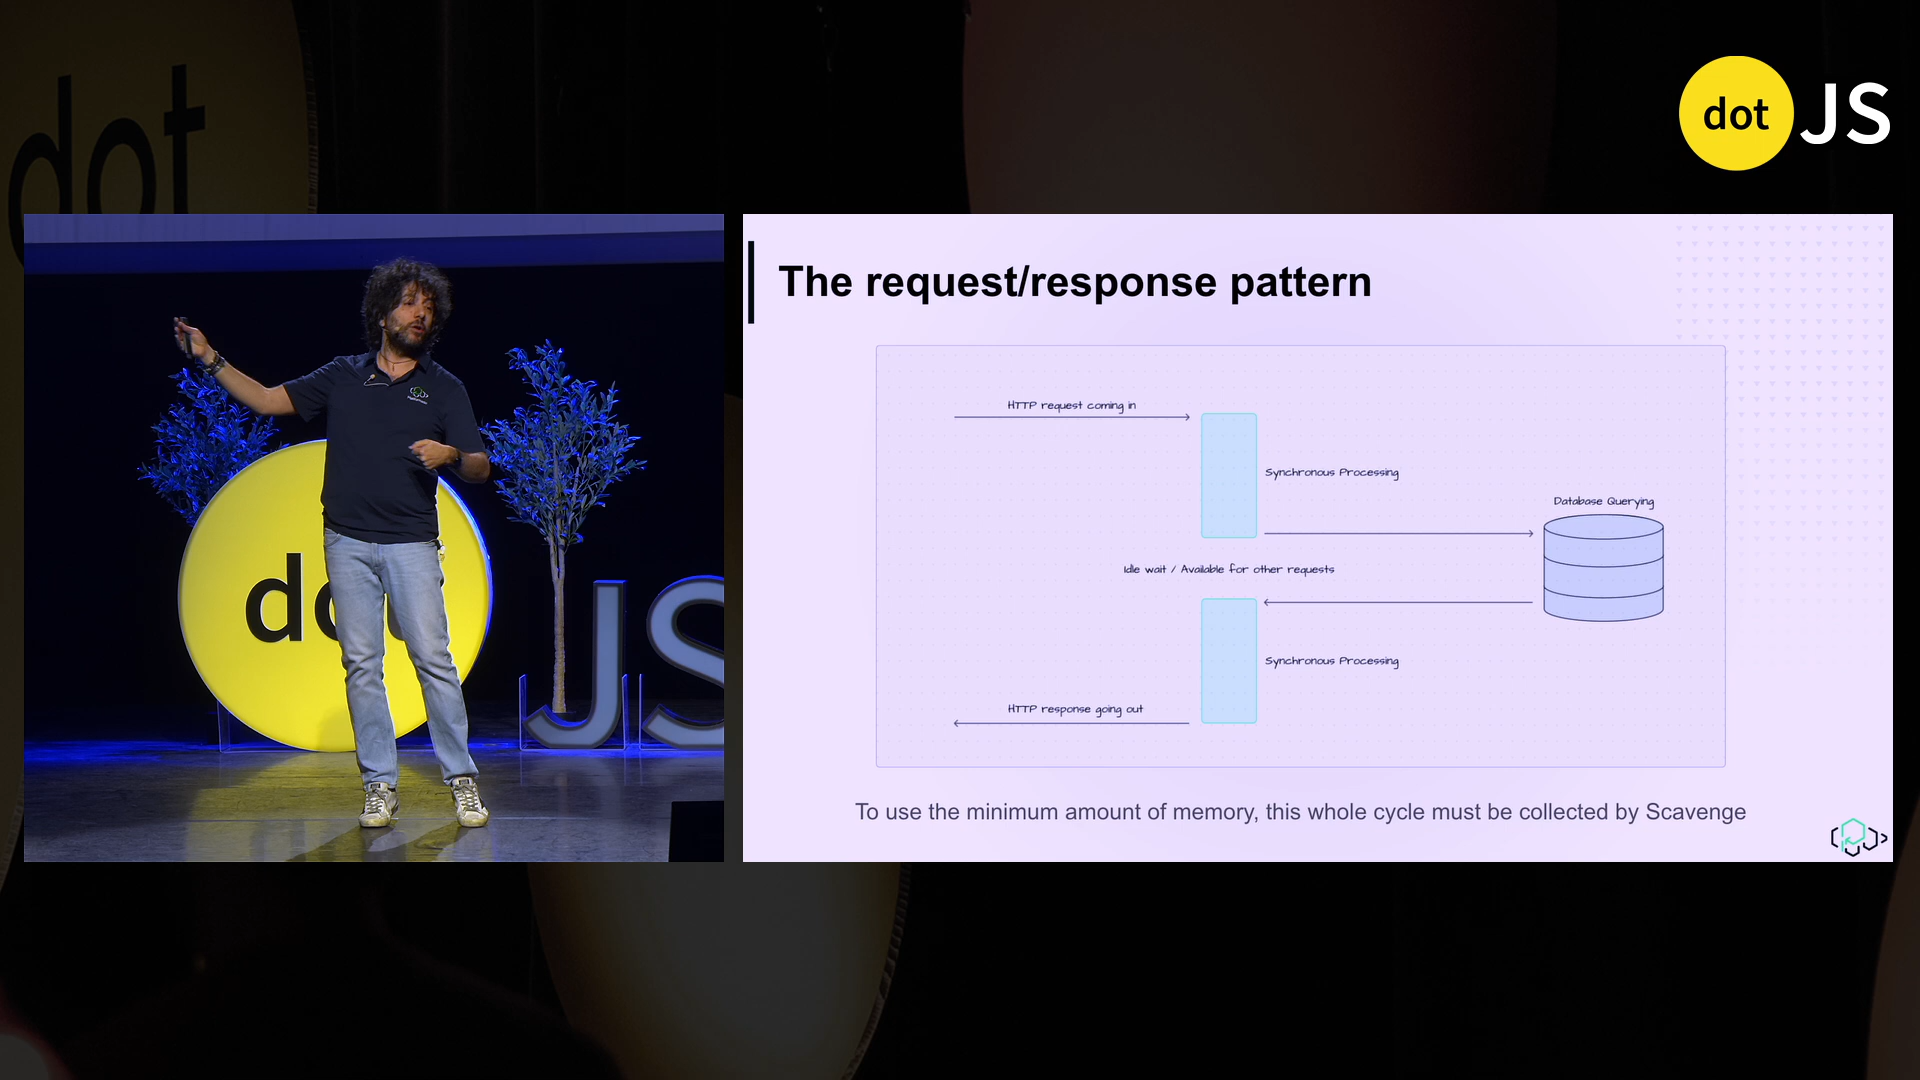 dot
dot JS
dot
JS
The request/response pattern
HTTP request coming in
Synchronous Processing
Database Querying
Idle wait / Available for other requests
Synchronous Processing
HTTP response going out
To use the minimum amount of memory, this whole cycle must be collected by Scavenge